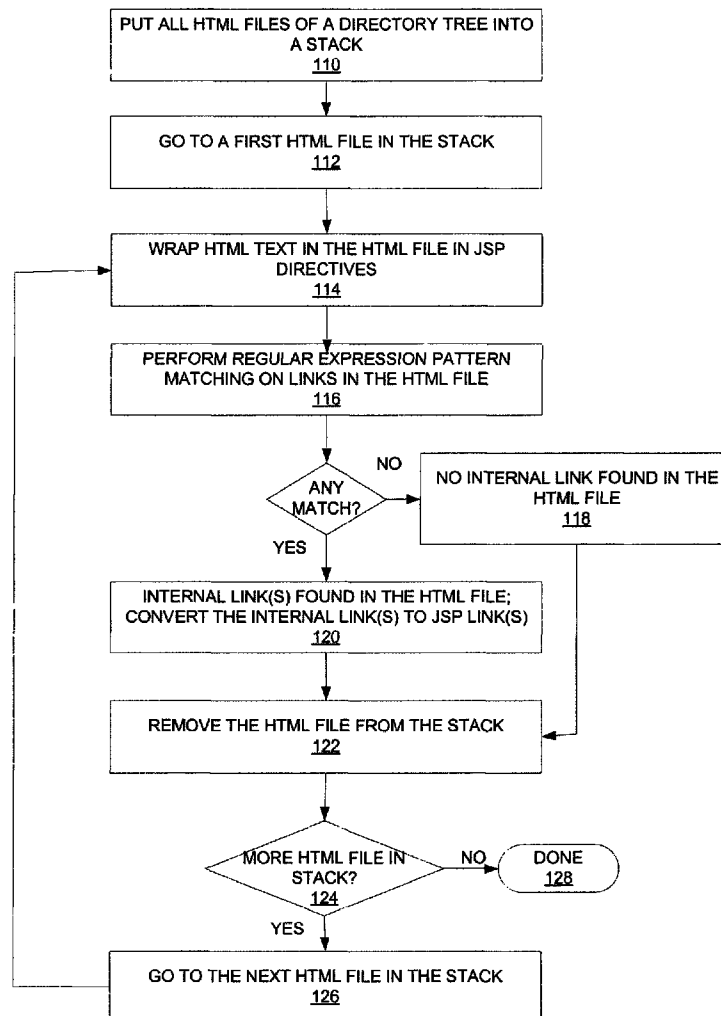 PUT ALL HTML FILES OF A DIRECTORY TREE INTO
A STACK
110
GO TO A FIRST HTML FILE IN THE STACK
112
WRAP HTML TEXT IN THE HTML FILE IN JSP
DIRECTIVES
114
PERFORM REGULAR EXPRESSION PATTERN
MATCHING ON LINKS IN THE HTML FILE
116
ANY
MATCH?
NO
NO INTERNAL LINK FOUND IN THE
HTML FILE
118
YES
INTERNAL LINK(S) FOUND IN THE HTML FILE;
CONVERT THE INTERNAL LINK(S) TO JSP LINK(S)
120
REMOVE THE HTML FILE FROM THE STACK
122
MORE HTML FILE IN
STACK?
124
NO
DONE
128
YES
GO TO THE NEXT HTML FILE IN THE STACK
126